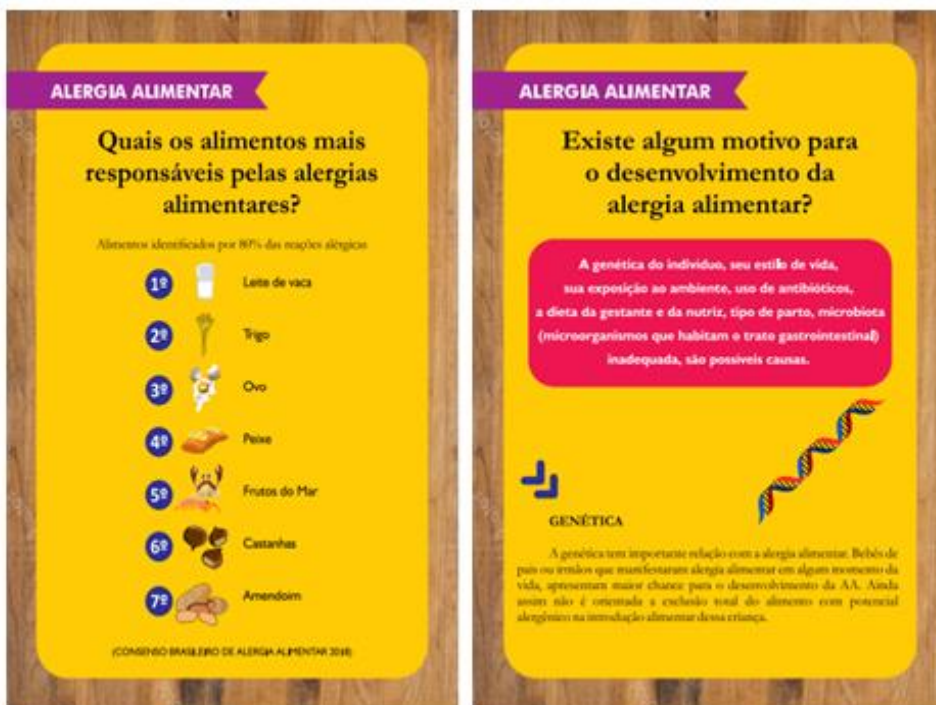 ALERGIA ALIMENTAR
Quais os alimentos mais
responsáveis pelas alergias
alimentares?
Alimentos identificados por 80% das reações alérgicas
1º Leite de vaca
2º Trigo
3º Ovo
4º Peixe
5º Frutos do Mar
6º Castanhas
7º Amendoim
(CONSENSO BRASILEIRO DE ALERGIA ALIMENTAR 2018)
ALERGIA ALIMENTAR
Existe algum motivo para
o desenvolvimento da
alergia alimentar?
A genética do indivíduo, seu estilo de vida,
sua exposição ao ambiente, uso de antibióticos,
a dieta da gestante e da nutriz, tipo de parto, microbiota
(microorganismos que habitam o trato gastrointestinal)
inadequada, são possíveis causas.
GENÉTICA
A genética tem importante relação com a alergia alimentar. Bebês de
pais ou irmãos que manifestaram alergia alimentar em algum momento da
vida, apresentam maior chance para o desenvolvimento da AA. Ainda
assim não é orientada a exclusão total do alimento com potencial
alergênico na introdução alimentar dessa criança.